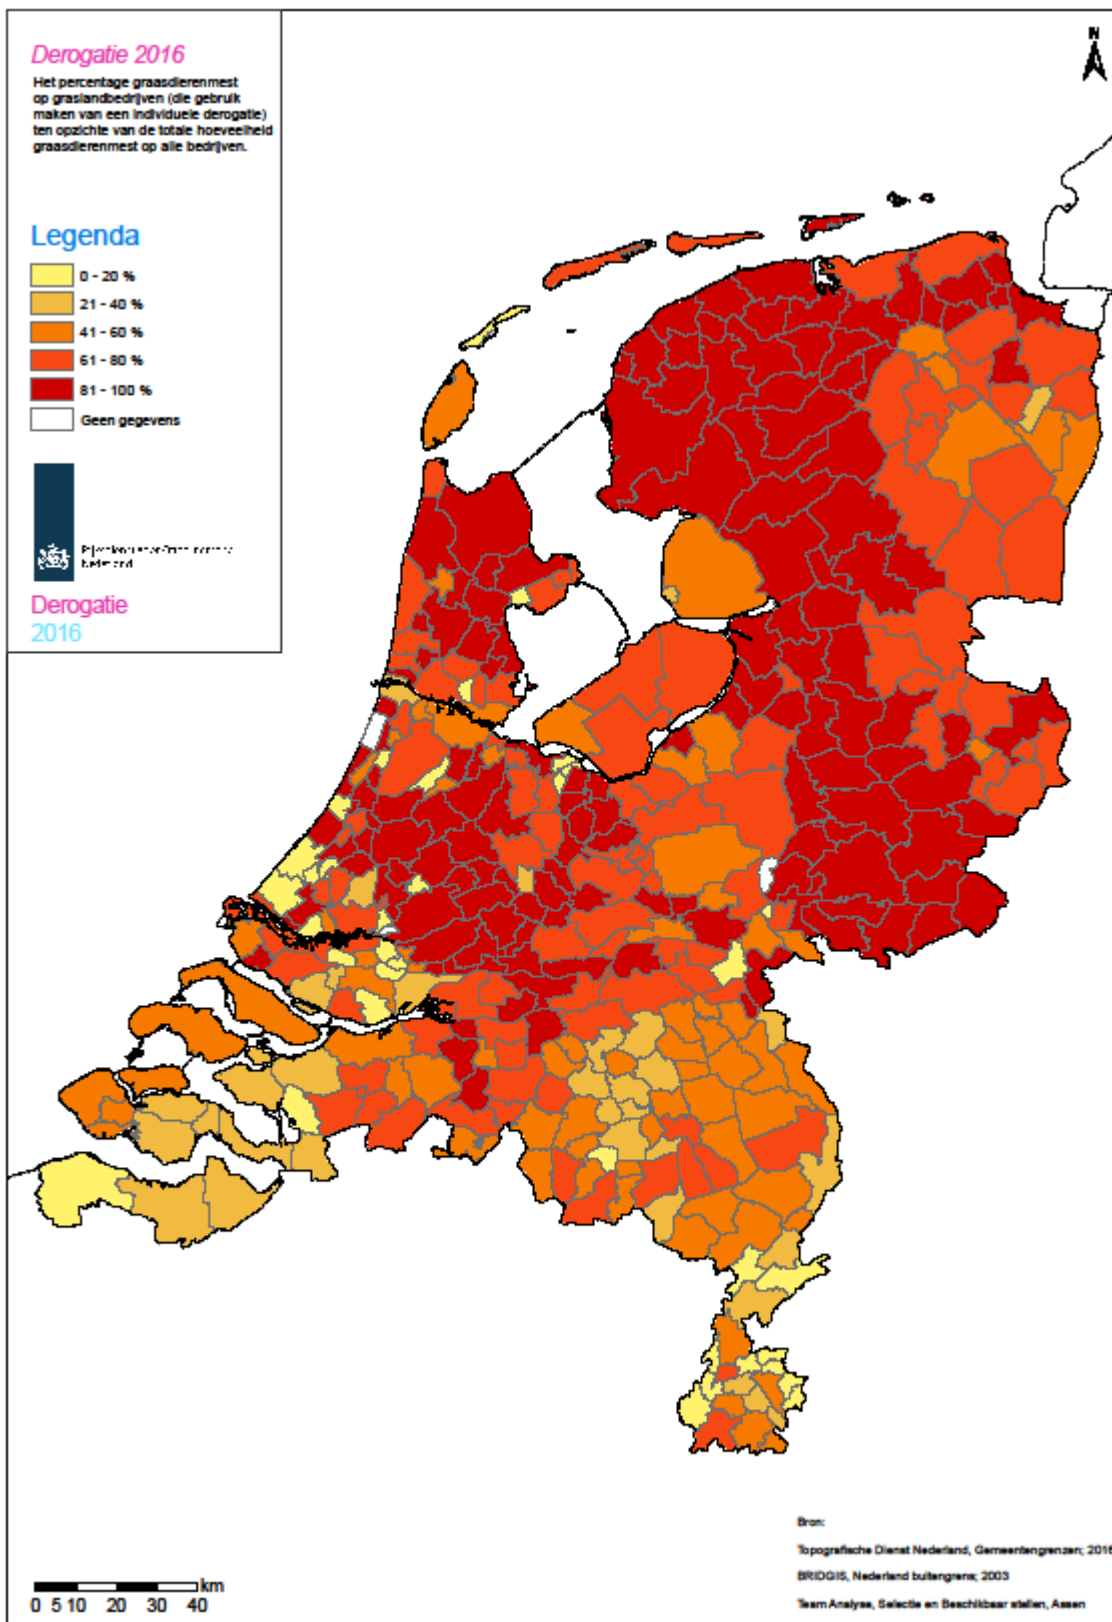 N
Derogatie 2016
Het percentage graasdierenmest
op graslandbedrijven (die gebruik
maken van een individuele derogatie)
ten opzichte van de totale hoeveelheid
graasdierenmest op alle bedrijven.
Legenda
0 - 20 %
21 - 40 %
41 - 60 %
61 - 80 %
81 - 100 %
Geen gegevens
Derogatie
2016
Bron:
Topografische Dienst Nederland, Gemeentengrenzen; 2016
BRIDGIS, Nederland buitengrens; 2003
Team Analyse, Selectie en Beschikbaar stellen, Assen
km
0 5 10 20 30 40